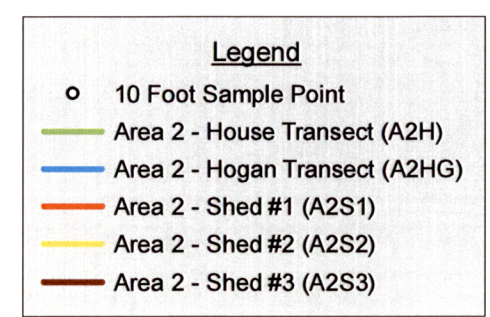 Legend
10 Foot Sample Point
Area 2 - House Transect (A2H)
Area 2 - Hogan Transect (A2HG)
Area 2 - Shed #1 (A2S1)
Area 2 - Shed #2 (A2S2)
Area 2 - Shed #3 (A2S3)